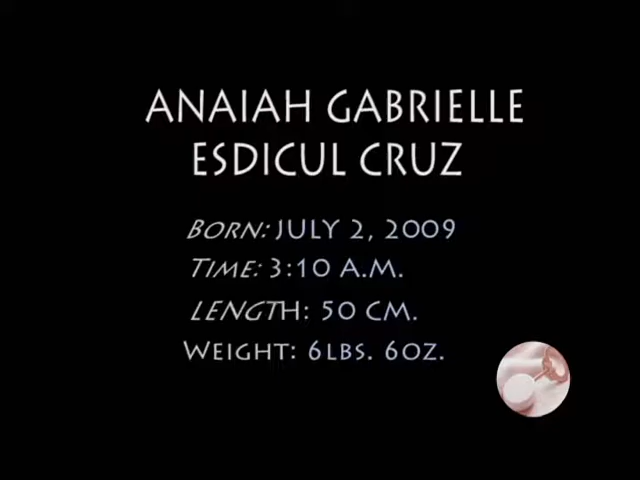 ANAIAH GABRIELLE
ESDICUL CRUZ
BORN: JULY 2, 2009
TIME: 3:10 A.M.
LENGTH: 50 CM.
WEIGHT: 6LBS. 6OZ.